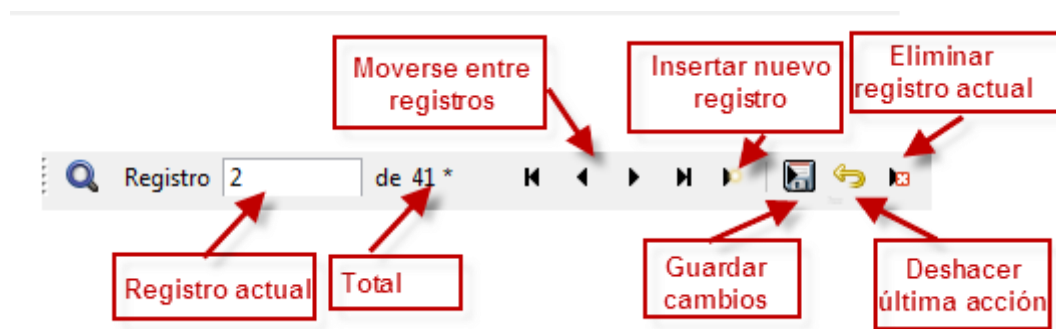 Moverse entre
registros
Insertar nuevo
registro
Eliminar
registro actual
Registro 2 de 41 *
Registro actual
Total
Guardar
cambios
Deshacer
última acción